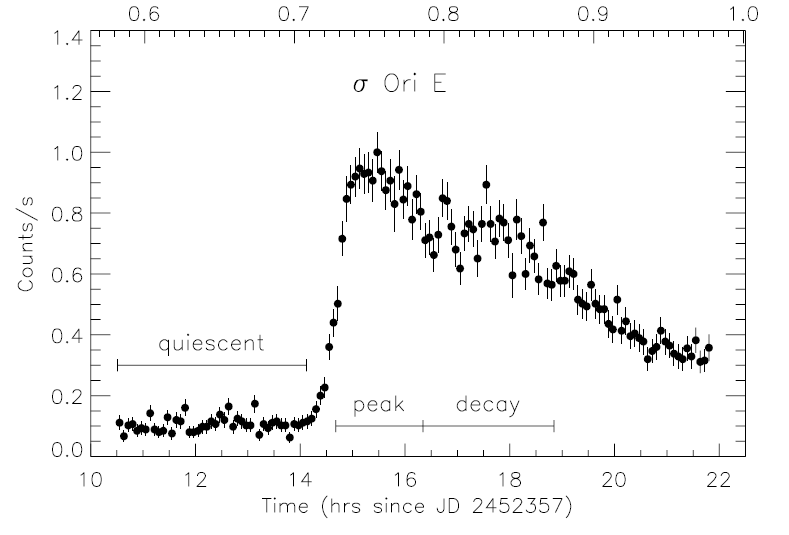 0.6 0.7 0.8 0.9 1.0
1.4
σ Ori E
1.2
1.0
0.8
Counts/s
0.6
quiescent
0.4
peak decay
0.2
0.0
10 12 14 16 18 20 22
Time (hrs since JD 2452357)